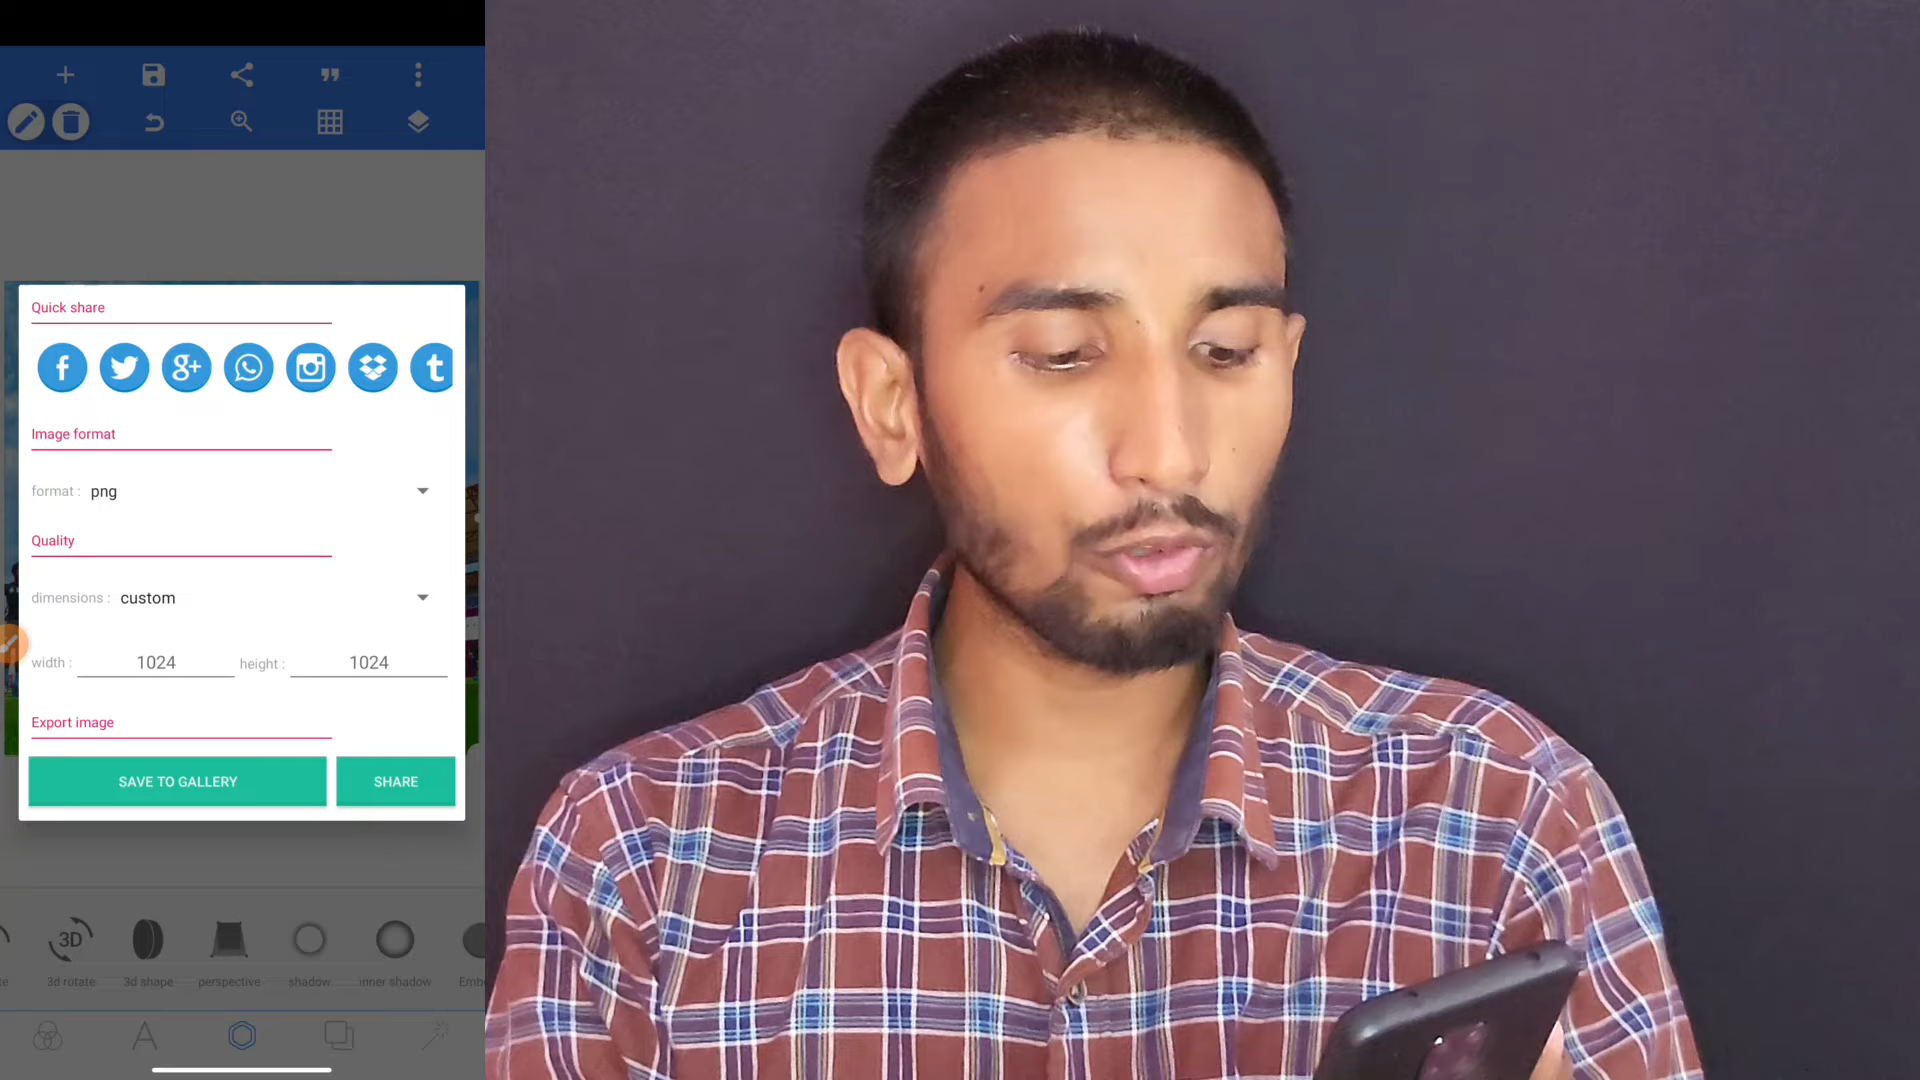 Quick share
Image format
format : png
Quality
dimensions : custom
width : 1024 height : 1024
Export image
SAVE TO GALLERY SHARE
3D
3d rotate 3d shape perspective shadow inner shadow